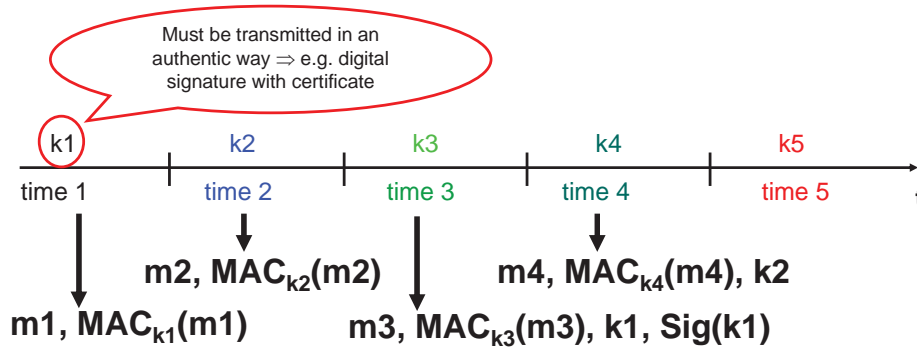 Must be transmitted in an
authentic way ⇒ e.g. digital
signature with certificate
k1 k2 k3 k4 k5
time 1 time 2 time 3 time 4 time 5
m2, MACk2(m2) m4, MACk4(m4), k2
m1, MACk1(m1) m3, MACk3(m3), k1, Sig(k1)